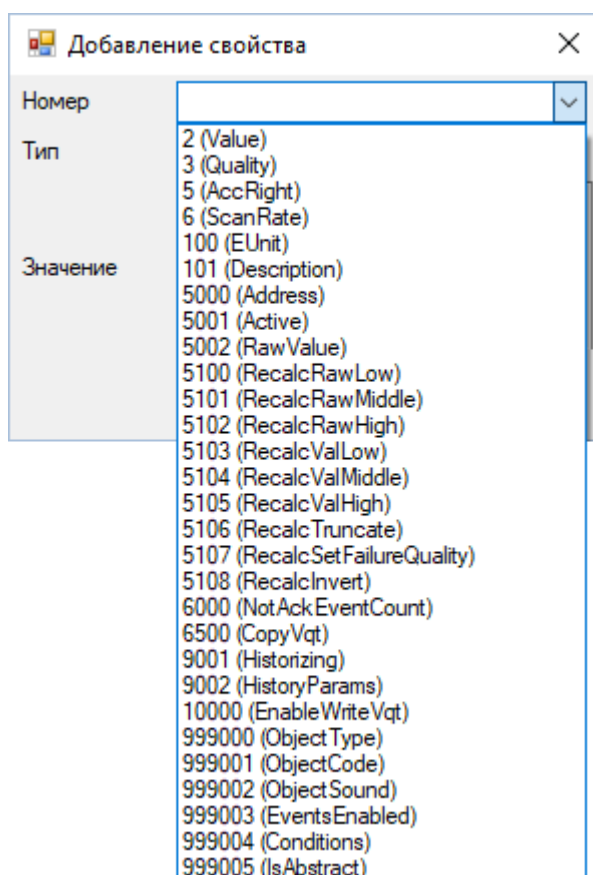 Добавление свойства
Номер
Тип
Значение
2 (Value)
3 (Quality)
5 (AccRight)
6 (ScanRate)
100 (EUnit)
101 (Description)
5000 (Address)
5001 (Active)
5002 (RawValue)
5100 (RecalcRawLow)
5101 (RecalcRawMiddle)
5102 (RecalcRawHigh)
5103 (RecalcValLow)
5104 (RecalcValMiddle)
5105 (RecalcValHigh)
5106 (RecalcTruncate)
5107 (RecalcSetFailureQuality)
5108 (RecalcInvert)
6000 (NotAckEventCount)
6500 (CopyVqt)
9001 (Historizing)
9002 (HistoryParams)
10000 (EnableWriteVqt)
999000 (ObjectType)
999001 (ObjectCode)
999002 (ObjectSound)
999003 (EventsEnabled)
999004 (Conditions)
999005 (IsAbstract)